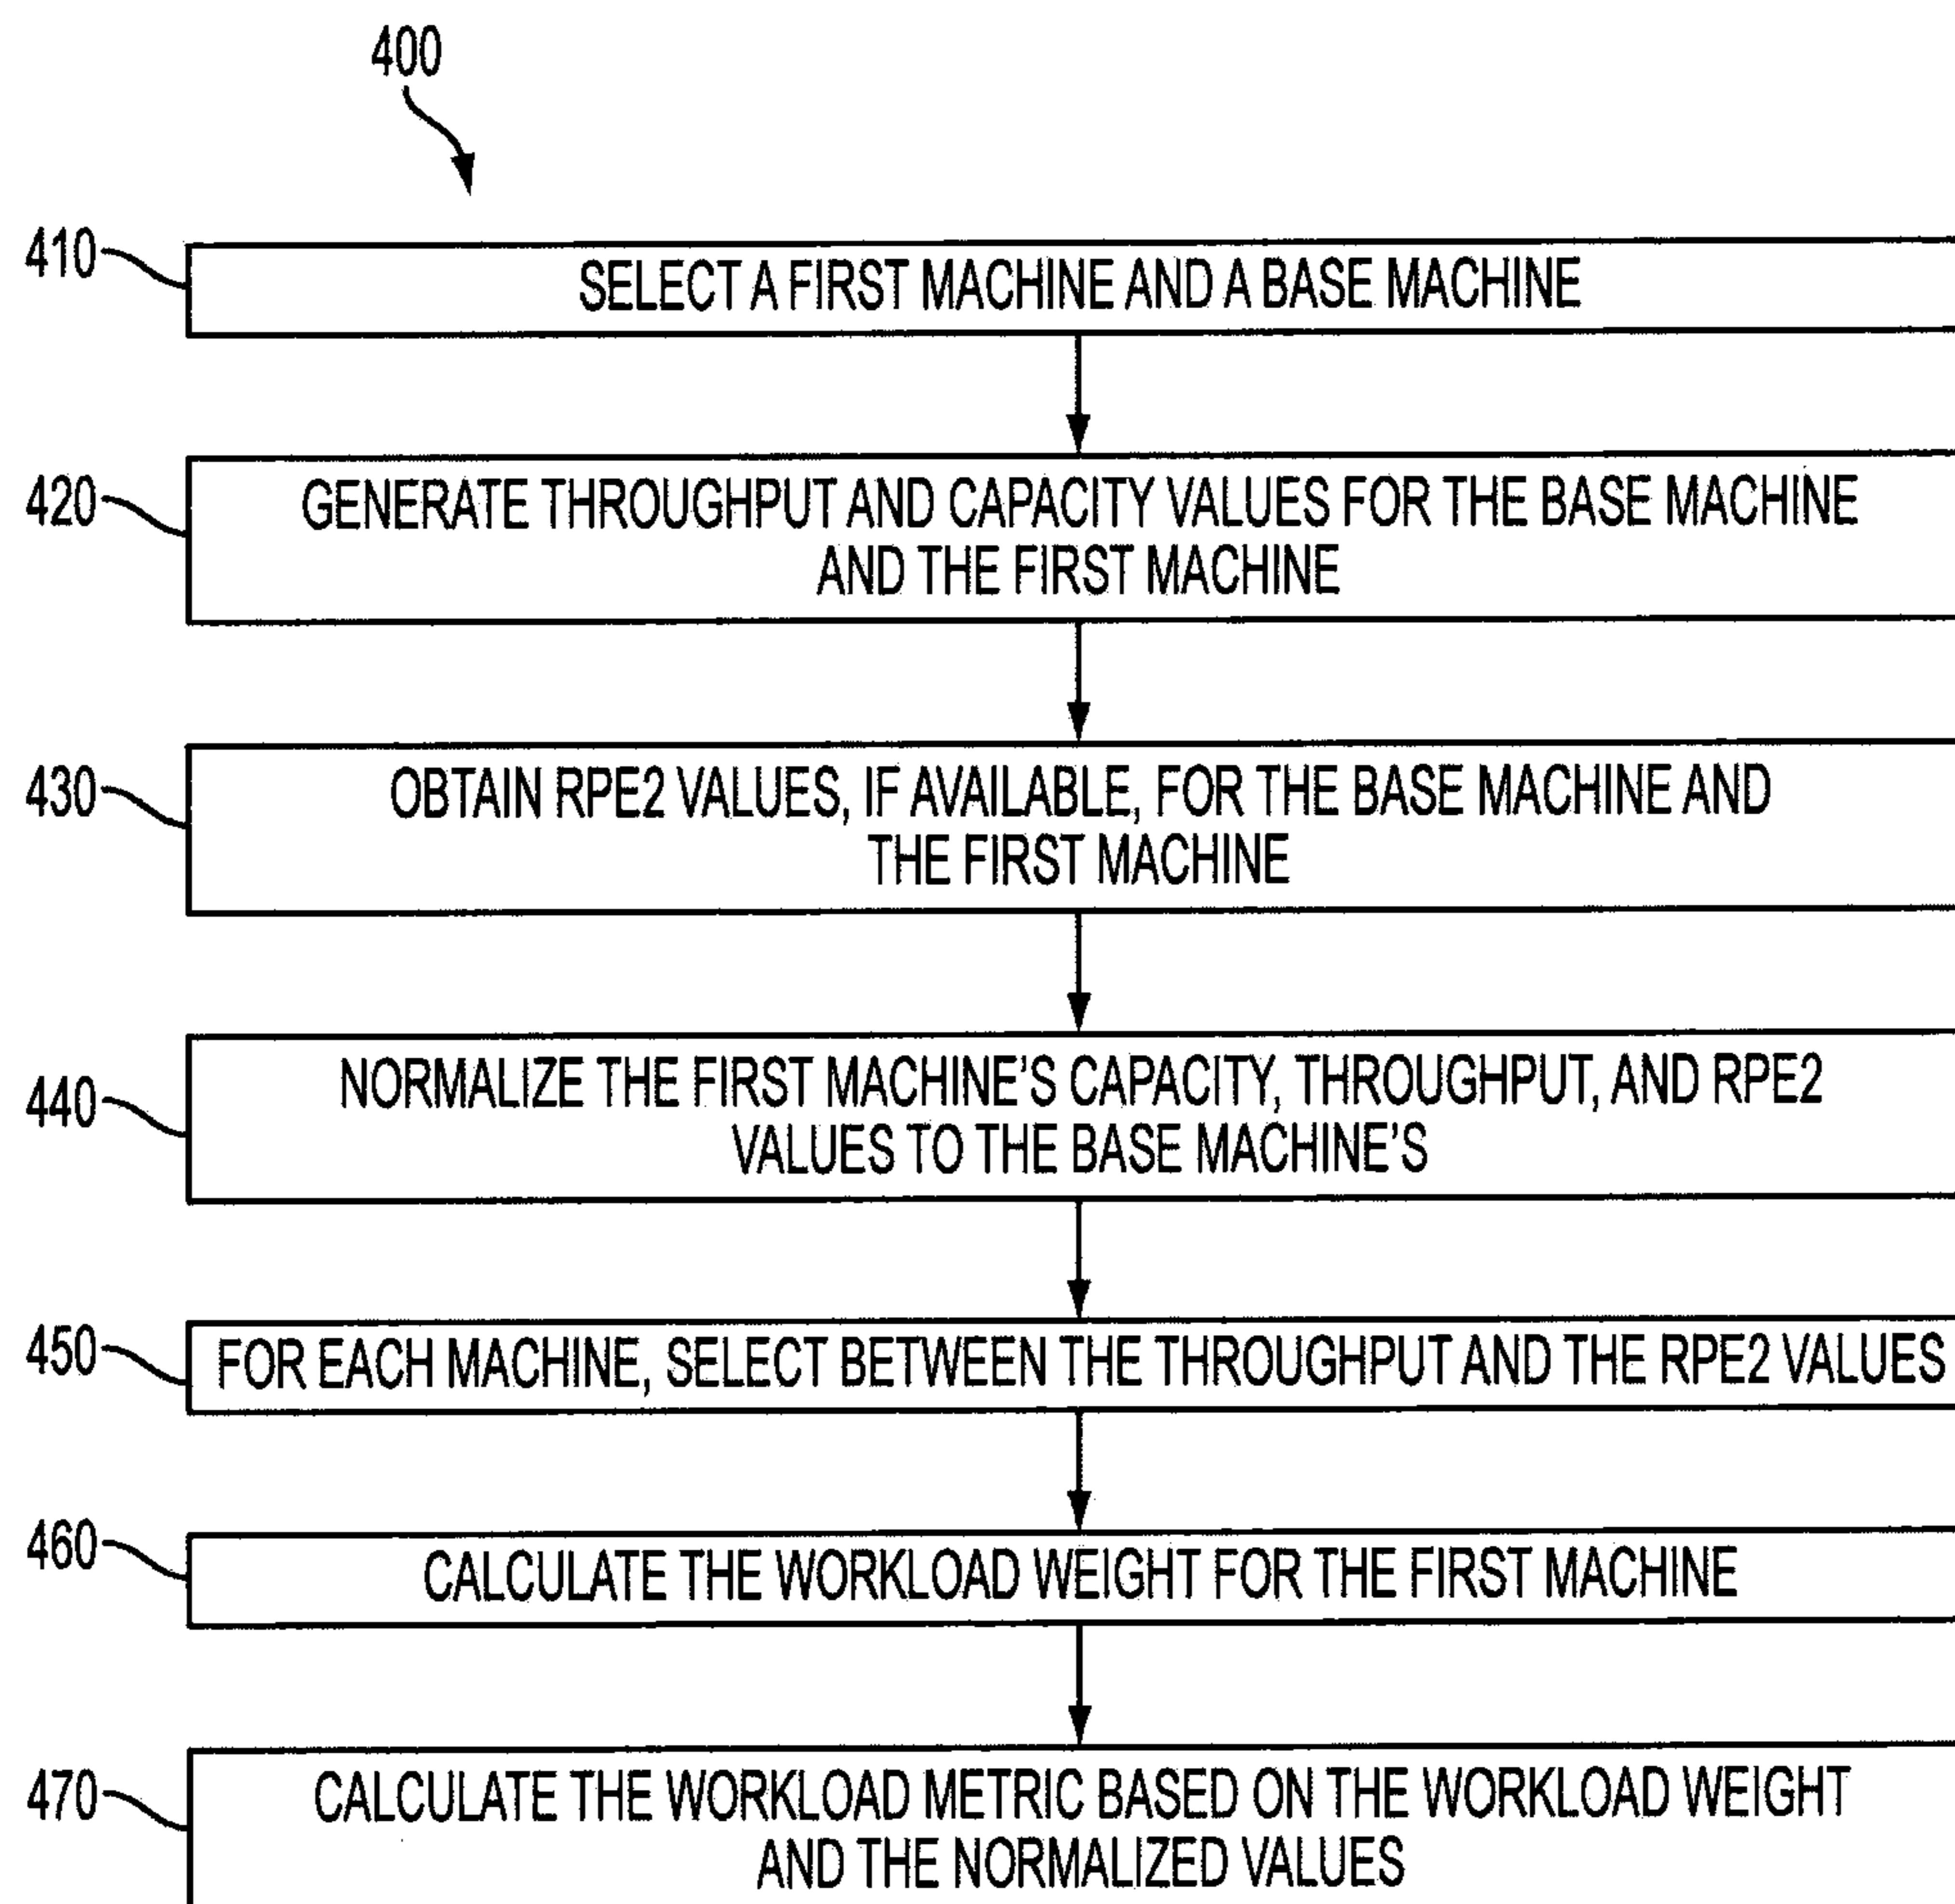 400
410
SELECT A FIRST MACHINE AND A BASE MACHINE
420
GENERATE THROUGHPUT AND CAPACITY VALUES FOR THE BASE MACHINE
AND THE FIRST MACHINE
430
OBTAIN RPE2 VALUES, IF AVAILABLE, FOR THE BASE MACHINE AND
THE FIRST MACHINE
440
NORMALIZE THE FIRST MACHINE'S CAPACITY, THROUGHPUT, AND RPE2
VALUES TO THE BASE MACHINE'S
450
FOR EACH MACHINE, SELECT BETWEEN THE THROUGHPUT AND THE RPE2 VALUES
460
CALCULATE THE WORKLOAD WEIGHT FOR THE FIRST MACHINE
470
CALCULATE THE WORKLOAD METRIC BASED ON THE WORKLOAD WEIGHT
AND THE NORMALIZED VALUES